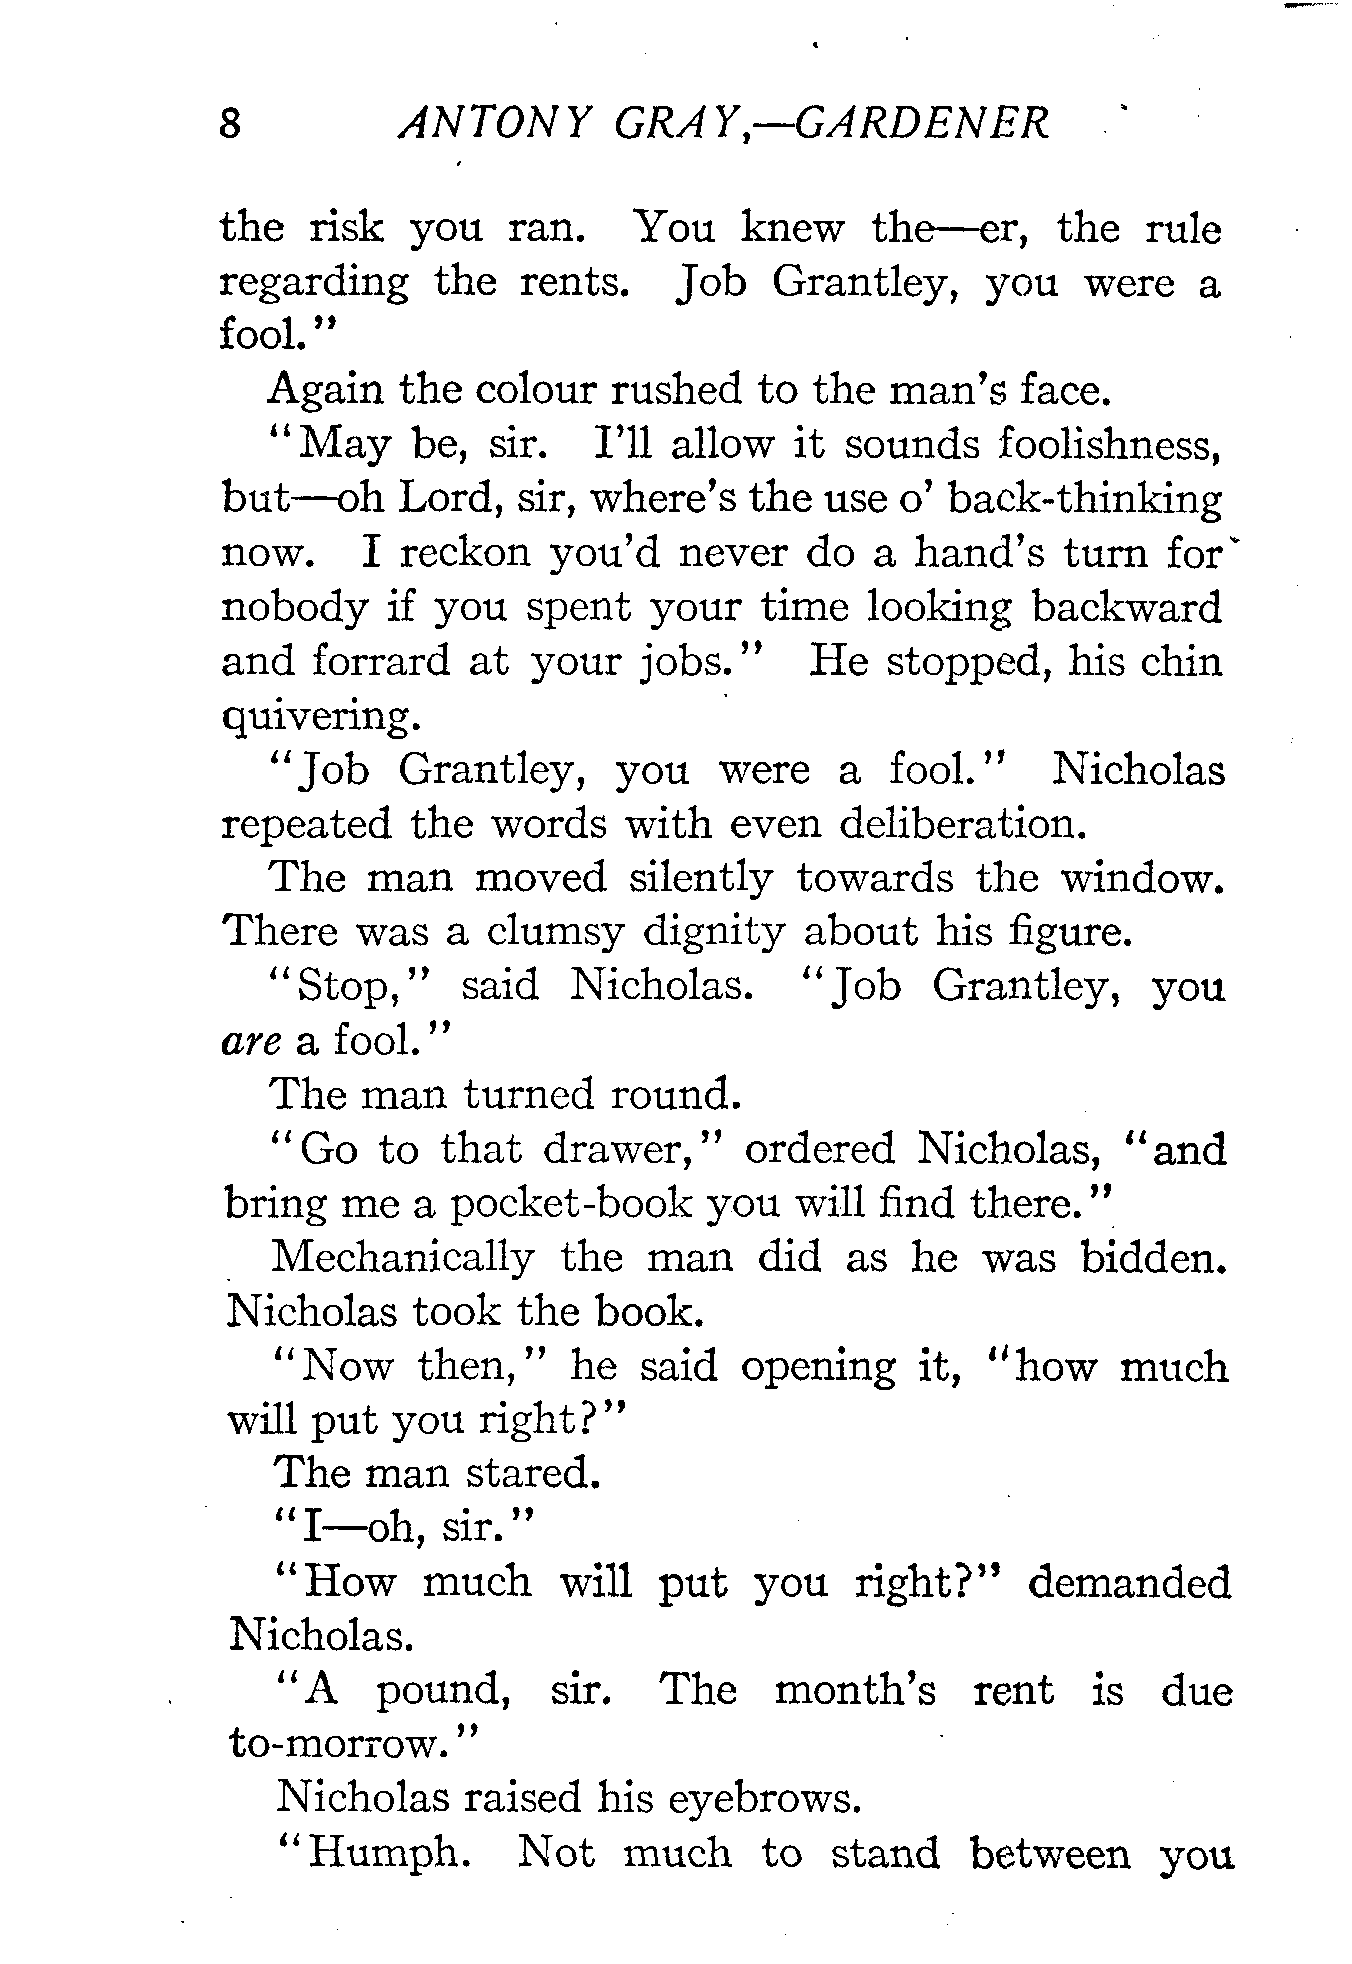 8 ANTONY GRAY,—GARDENER
the risk you ran. You knew the—er, the rule
regarding the rents. Job Grantley, you were a
fool."
Again the colour rushed to the man's face.
"May be, sir. I'll allow it sounds foolishness,
but—oh Lord, sir, where's the use o' back-thinking
now. I reckon you'd never do a hand's turn for
nobody if you spent your time looking backward
and forrard at your jobs." He stopped, his chin
quivering.
"Job Grantley, you were a fool." Nicholas
repeated the words with even deliberation.
The man moved silently towards the window.
There was a clumsy dignity about his figure.
"Stop," said Nicholas. "Job Grantley, you
are a fool."
The man turned round.
"Go to that drawer," ordered Nicholas, "and
bring me a pocket-book you will find there."
Mechanically the man did as he was bidden.
Nicholas took the book.
"Now then," he said opening it, "how much
will put you right?"
The man stared.
"I—oh, sir."
"How much will put you right?" demanded
Nicholas.
"A pound, sir. The month's rent is due
to-morrow."
Nicholas raised his eyebrows.
"Humph. Not much to stand between you